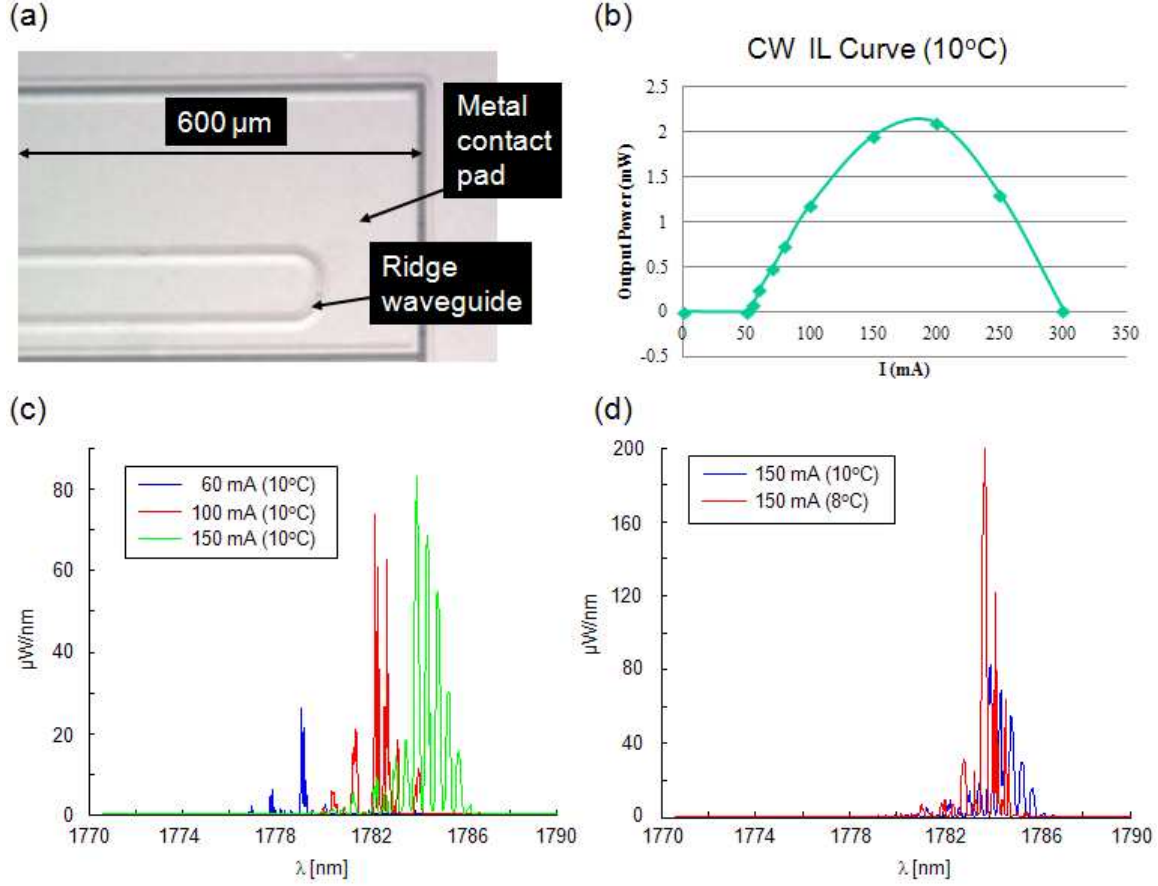 (a)
600 µm
Metal
contact
pad
Ridge
waveguide
(b)
CW IL Curve (10°C)
2.5
2
1.5
1
0.5
0
-0.5
Output Power (mW)
0 50 100 150 200 250 300 350
I (mA)
(c)
60 mA (10°C)
100 mA (10°C)
150 mA (10°C)
80
60
40
20
0
µW/nm
1770 1774 1778 1782 1786 1790
λ [nm]
(d)
150 mA (10°C)
150 mA (8°C)
200
160
120
80
40
0
µW/nm
1770 1774 1778 1782 1786 1790
λ [nm]